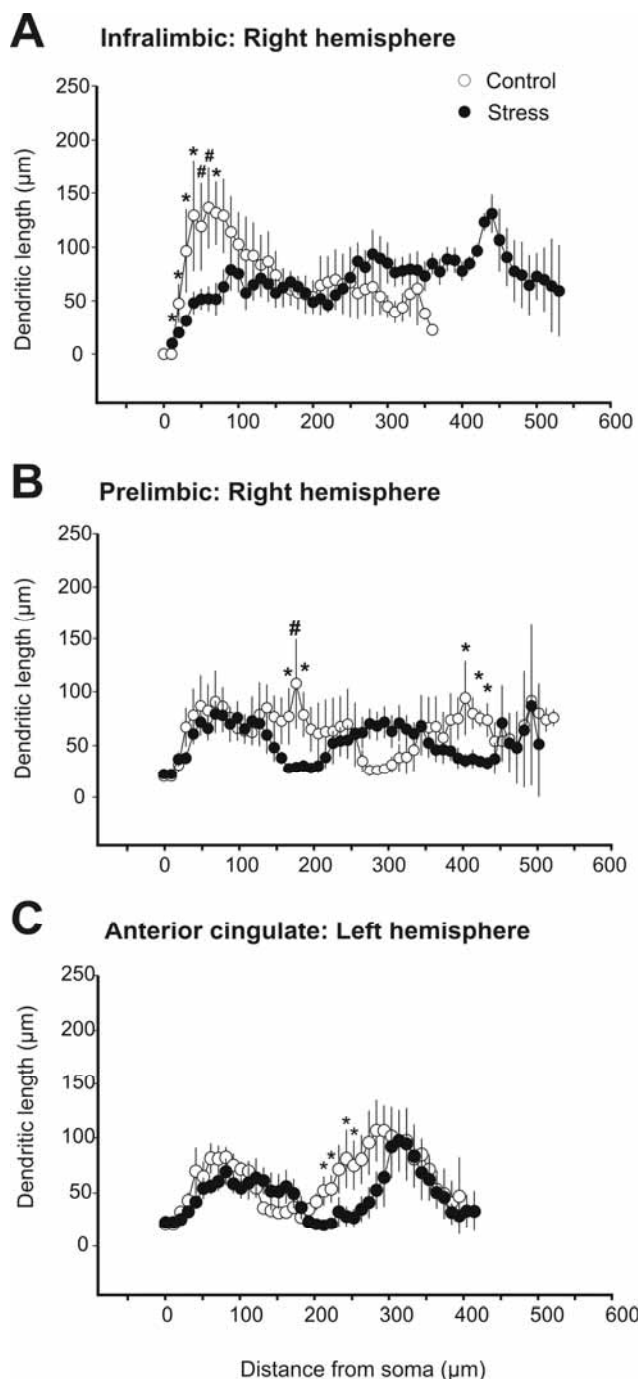 A Infralimbic: Right hemisphere
Control
Stress
Dendritic length (µm)
250
200
150
100
50
0
* * * * # # *
0 100 200 300 400 500 600
B Prelimbic: Right hemisphere
Dendritic length (µm)
250
200
150
100
50
0
* # * * * *
0 100 200 300 400 500 600
C Anterior cingulate: Left hemisphere
Dendritic length (µm)
250
200
150
100
50
0
* * * *
0 100 200 300 400 500 600
Distance from soma (µm)